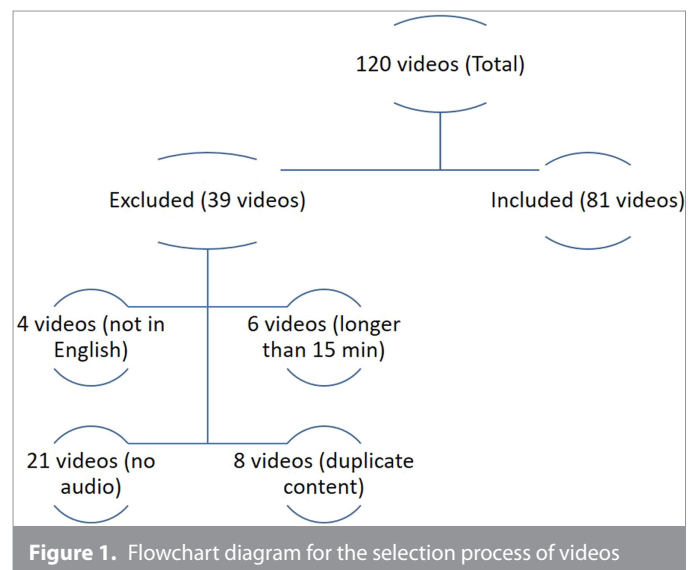 120 videos (Total)
Excluded (39 videos)
Included (81 videos)
4 videos (not in
English)
6 videos (longer
than 15 min)
21 videos (no
audio)
8 videos (duplicate
content)
Figure 1. Flowchart diagram for the selection process of videos